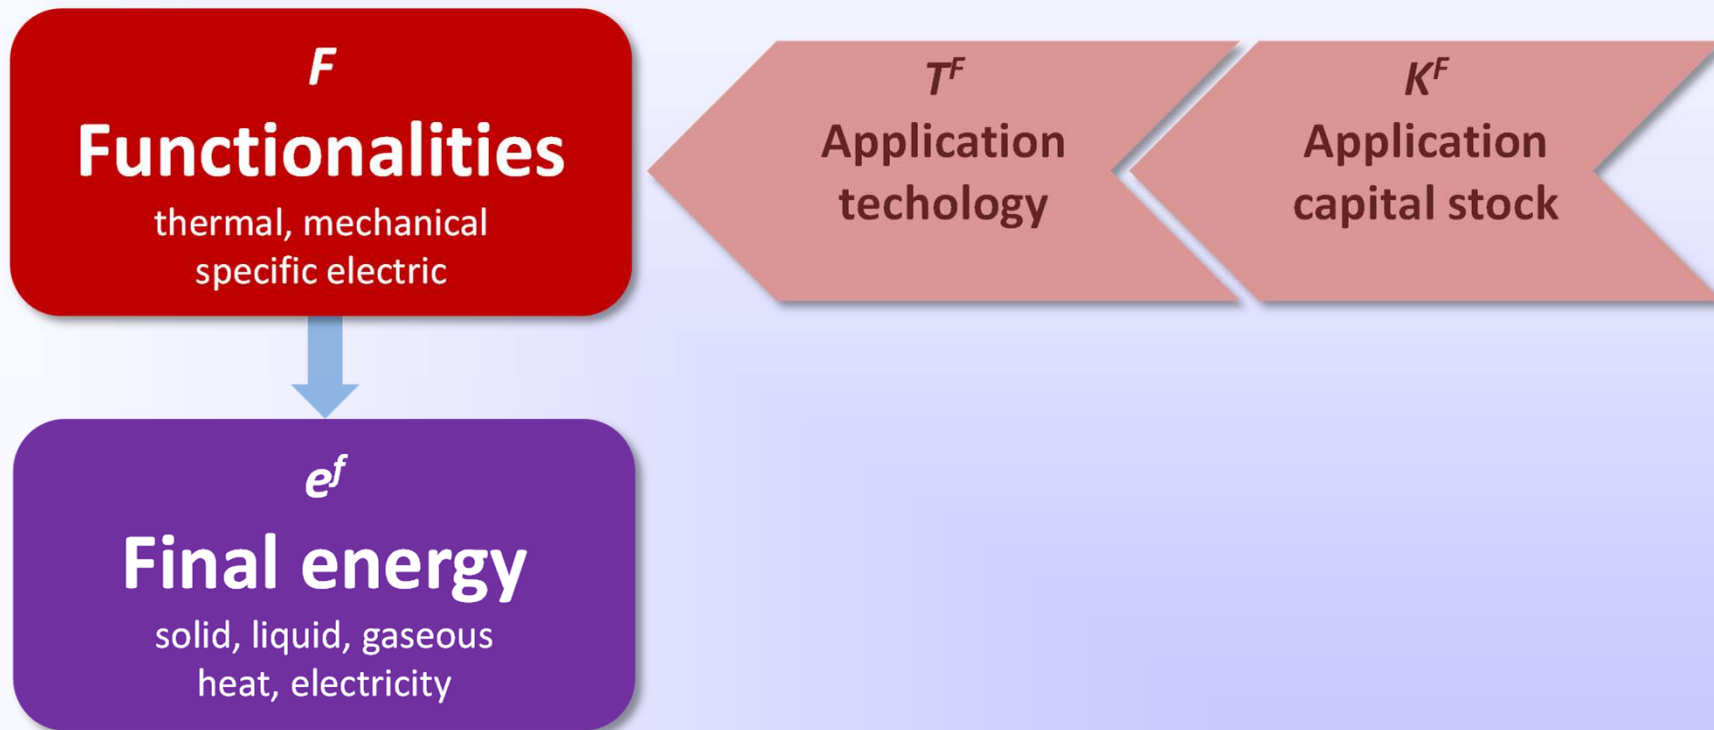 F
Functionalities
thermal, mechanical
specific electric
T^F
Application
techology
K^F
Application
capital stock
e^f
Final energy
solid, liquid, gaseous
heat, electricity